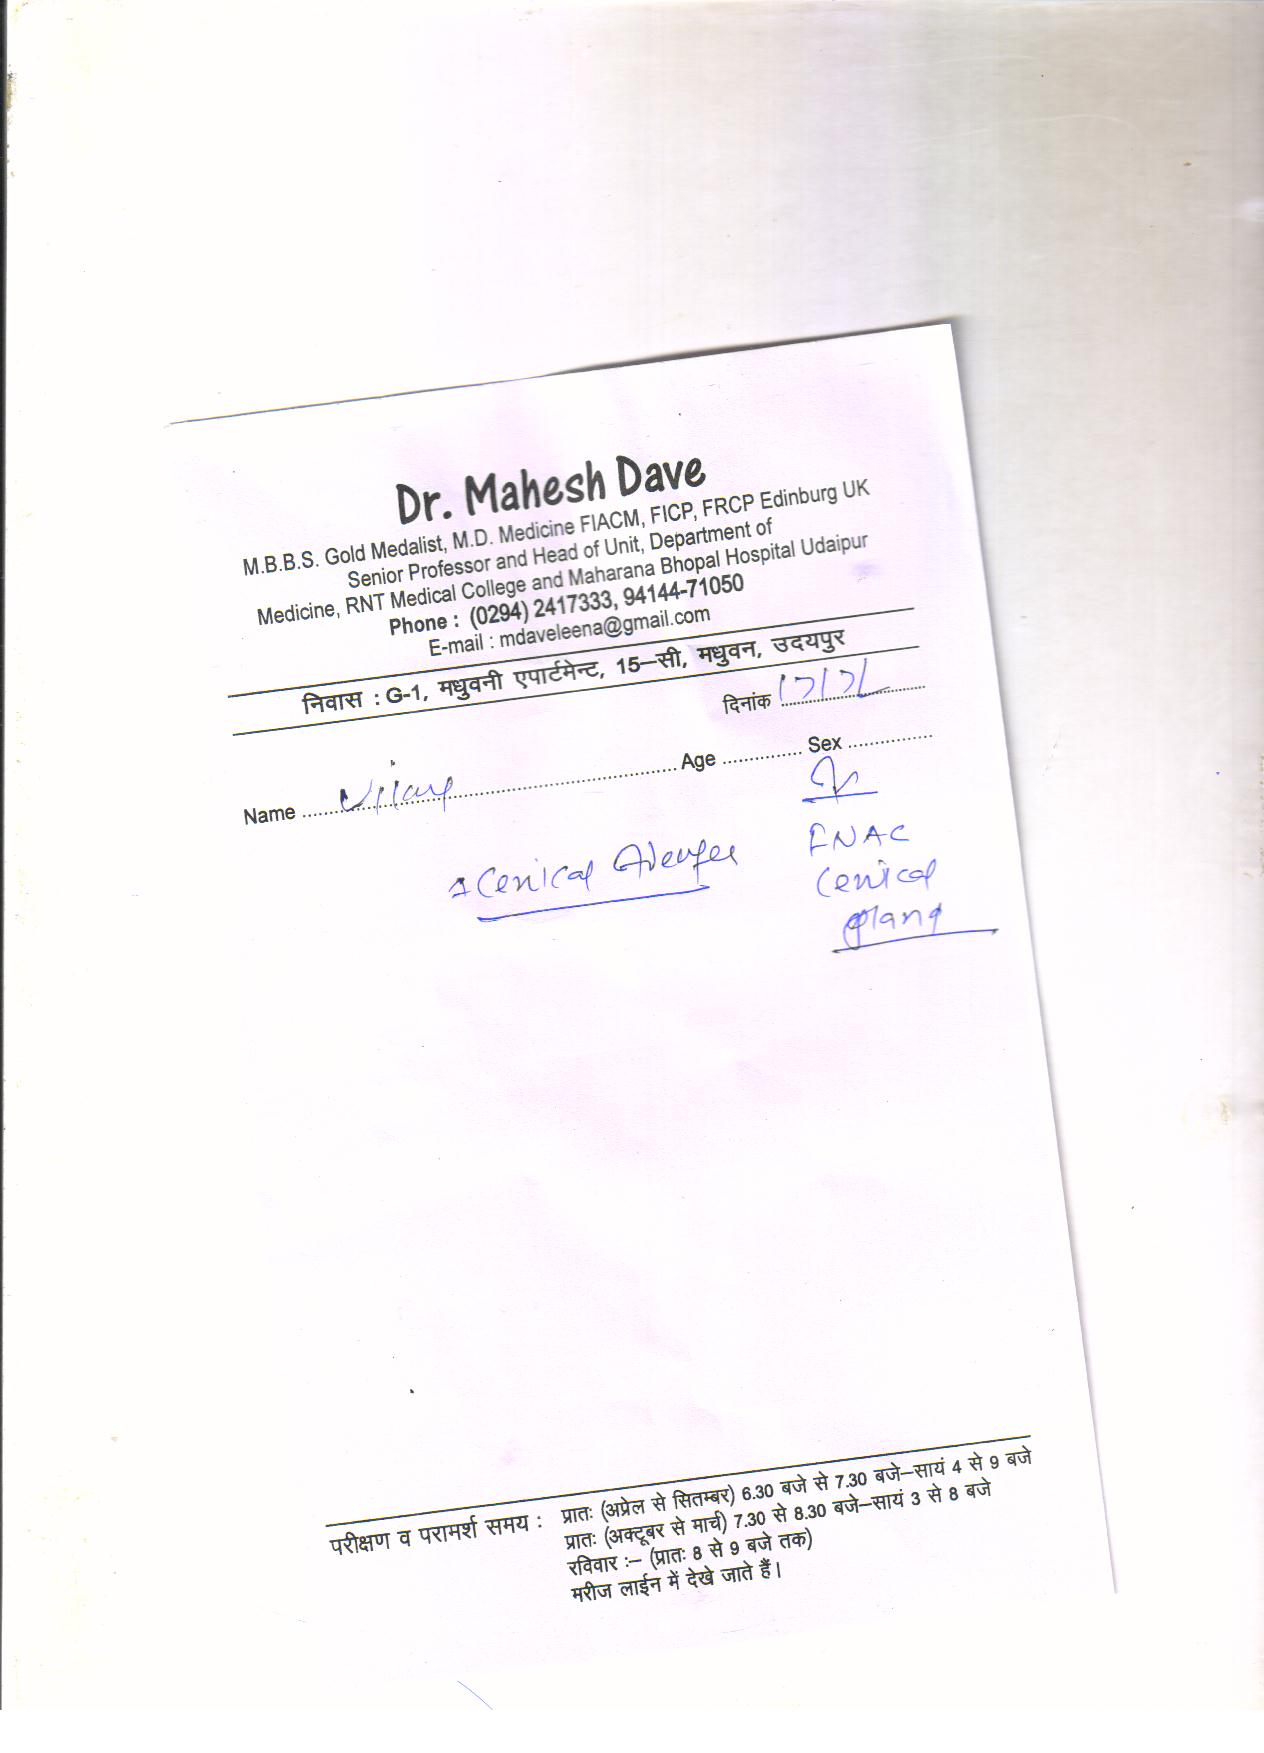 Dr. Mahesh Dave
M.B.B.S. Gold Medalist, M.D. Medicine FIACM, FICP, FRCP Edinburg UK
Senior Professor and Head of Unit, Department of
Medicine, RNT Medical College and Maharana Bhopal Hospital Udaipur
Phone : (0294) 2417333, 94144-71050
E-mail : mdaveleena@gmail.com
निवास : G-1, मधुवनी एपार्टमेन्ट, 15–सी, मधुवन, उदयपुर
दिनांक ....................
Name Vijay Age .............. Sex ..............
Cervical
FNAC
Cervical
gland
परीक्षण व परामर्श समय : प्रातः (अप्रेल से सितम्बर) 6.30 बजे से 7.30 बजे–सायं 4 से 9 बजे
प्रातः (अक्टूबर से मार्च) 7.30 से 8.30 बजे–सायं 3 से 8 बजे
रविवार :– (प्रातः 8 से 9 बजे तक)
मरीज लाईन में देखे जाते हैं।